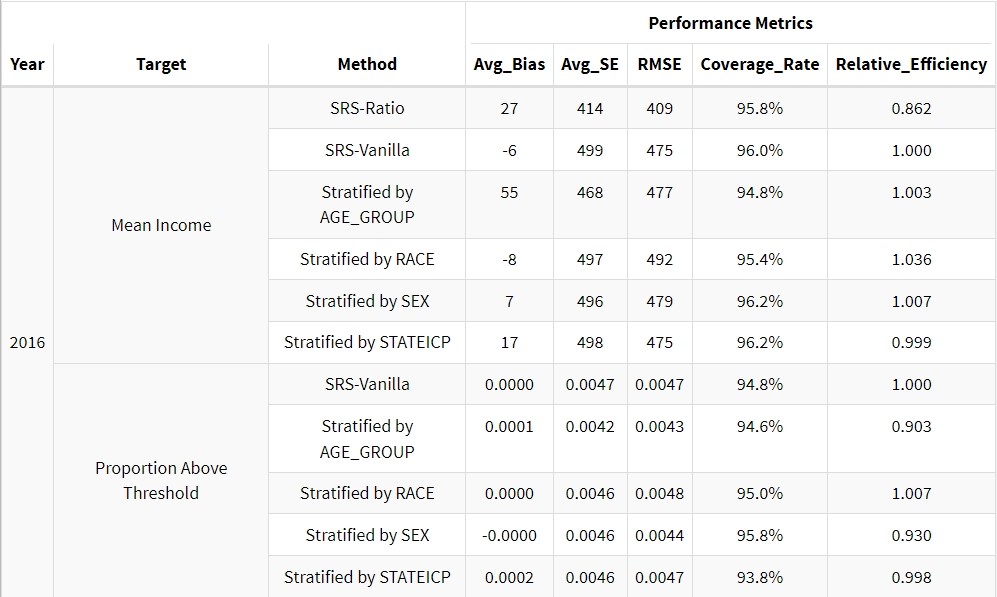 Performance Metrics
Year Target Method Avg_Bias Avg_SE RMSE Coverage_Rate Relative_Efficiency
SRS-Ratio 27 414 409 95.8% 0.862
SRS-Vanilla -6 499 475 96.0% 1.000
Stratified by 55 468 477 94.8% 1.003
AGE_GROUP
Mean Income
Stratified by RACE -8 497 492 95.4% 1.036
Stratified by SEX 7 496 479 96.2% 1.007
2016 Stratified by STATEICP 17 498 475 96.2% 0.999
SRS-Vanilla 0.0000 0.0047 0.0047 94.8% 1.000
Stratified by 0.0001 0.0042 0.0043 94.6% 0.903
AGE_GROUP
Proportion Above
Threshold Stratified by RACE 0.0000 0.0046 0.0048 95.0% 1.007
Stratified by SEX -0.0000 0.0046 0.0044 95.8% 0.930
Stratified by STATEICP 0.0002 0.0046 0.0047 93.8% 0.998